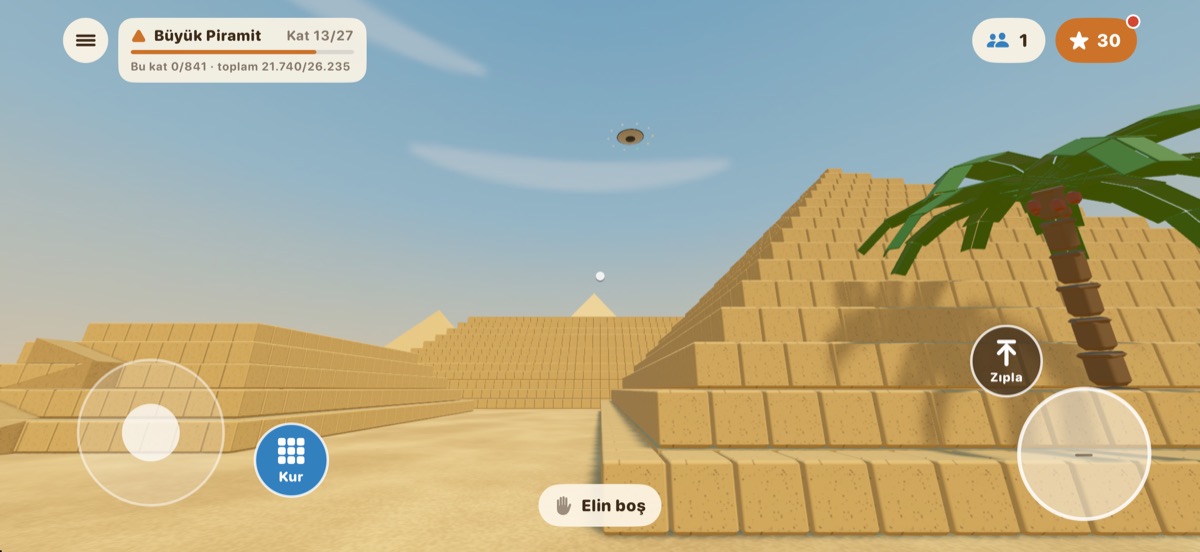 Büyük Piramit Kat 13/27
Bu kat 0/841 · toplam 21.740/26.235
1
30
Zıpla
Kur
Elin boş